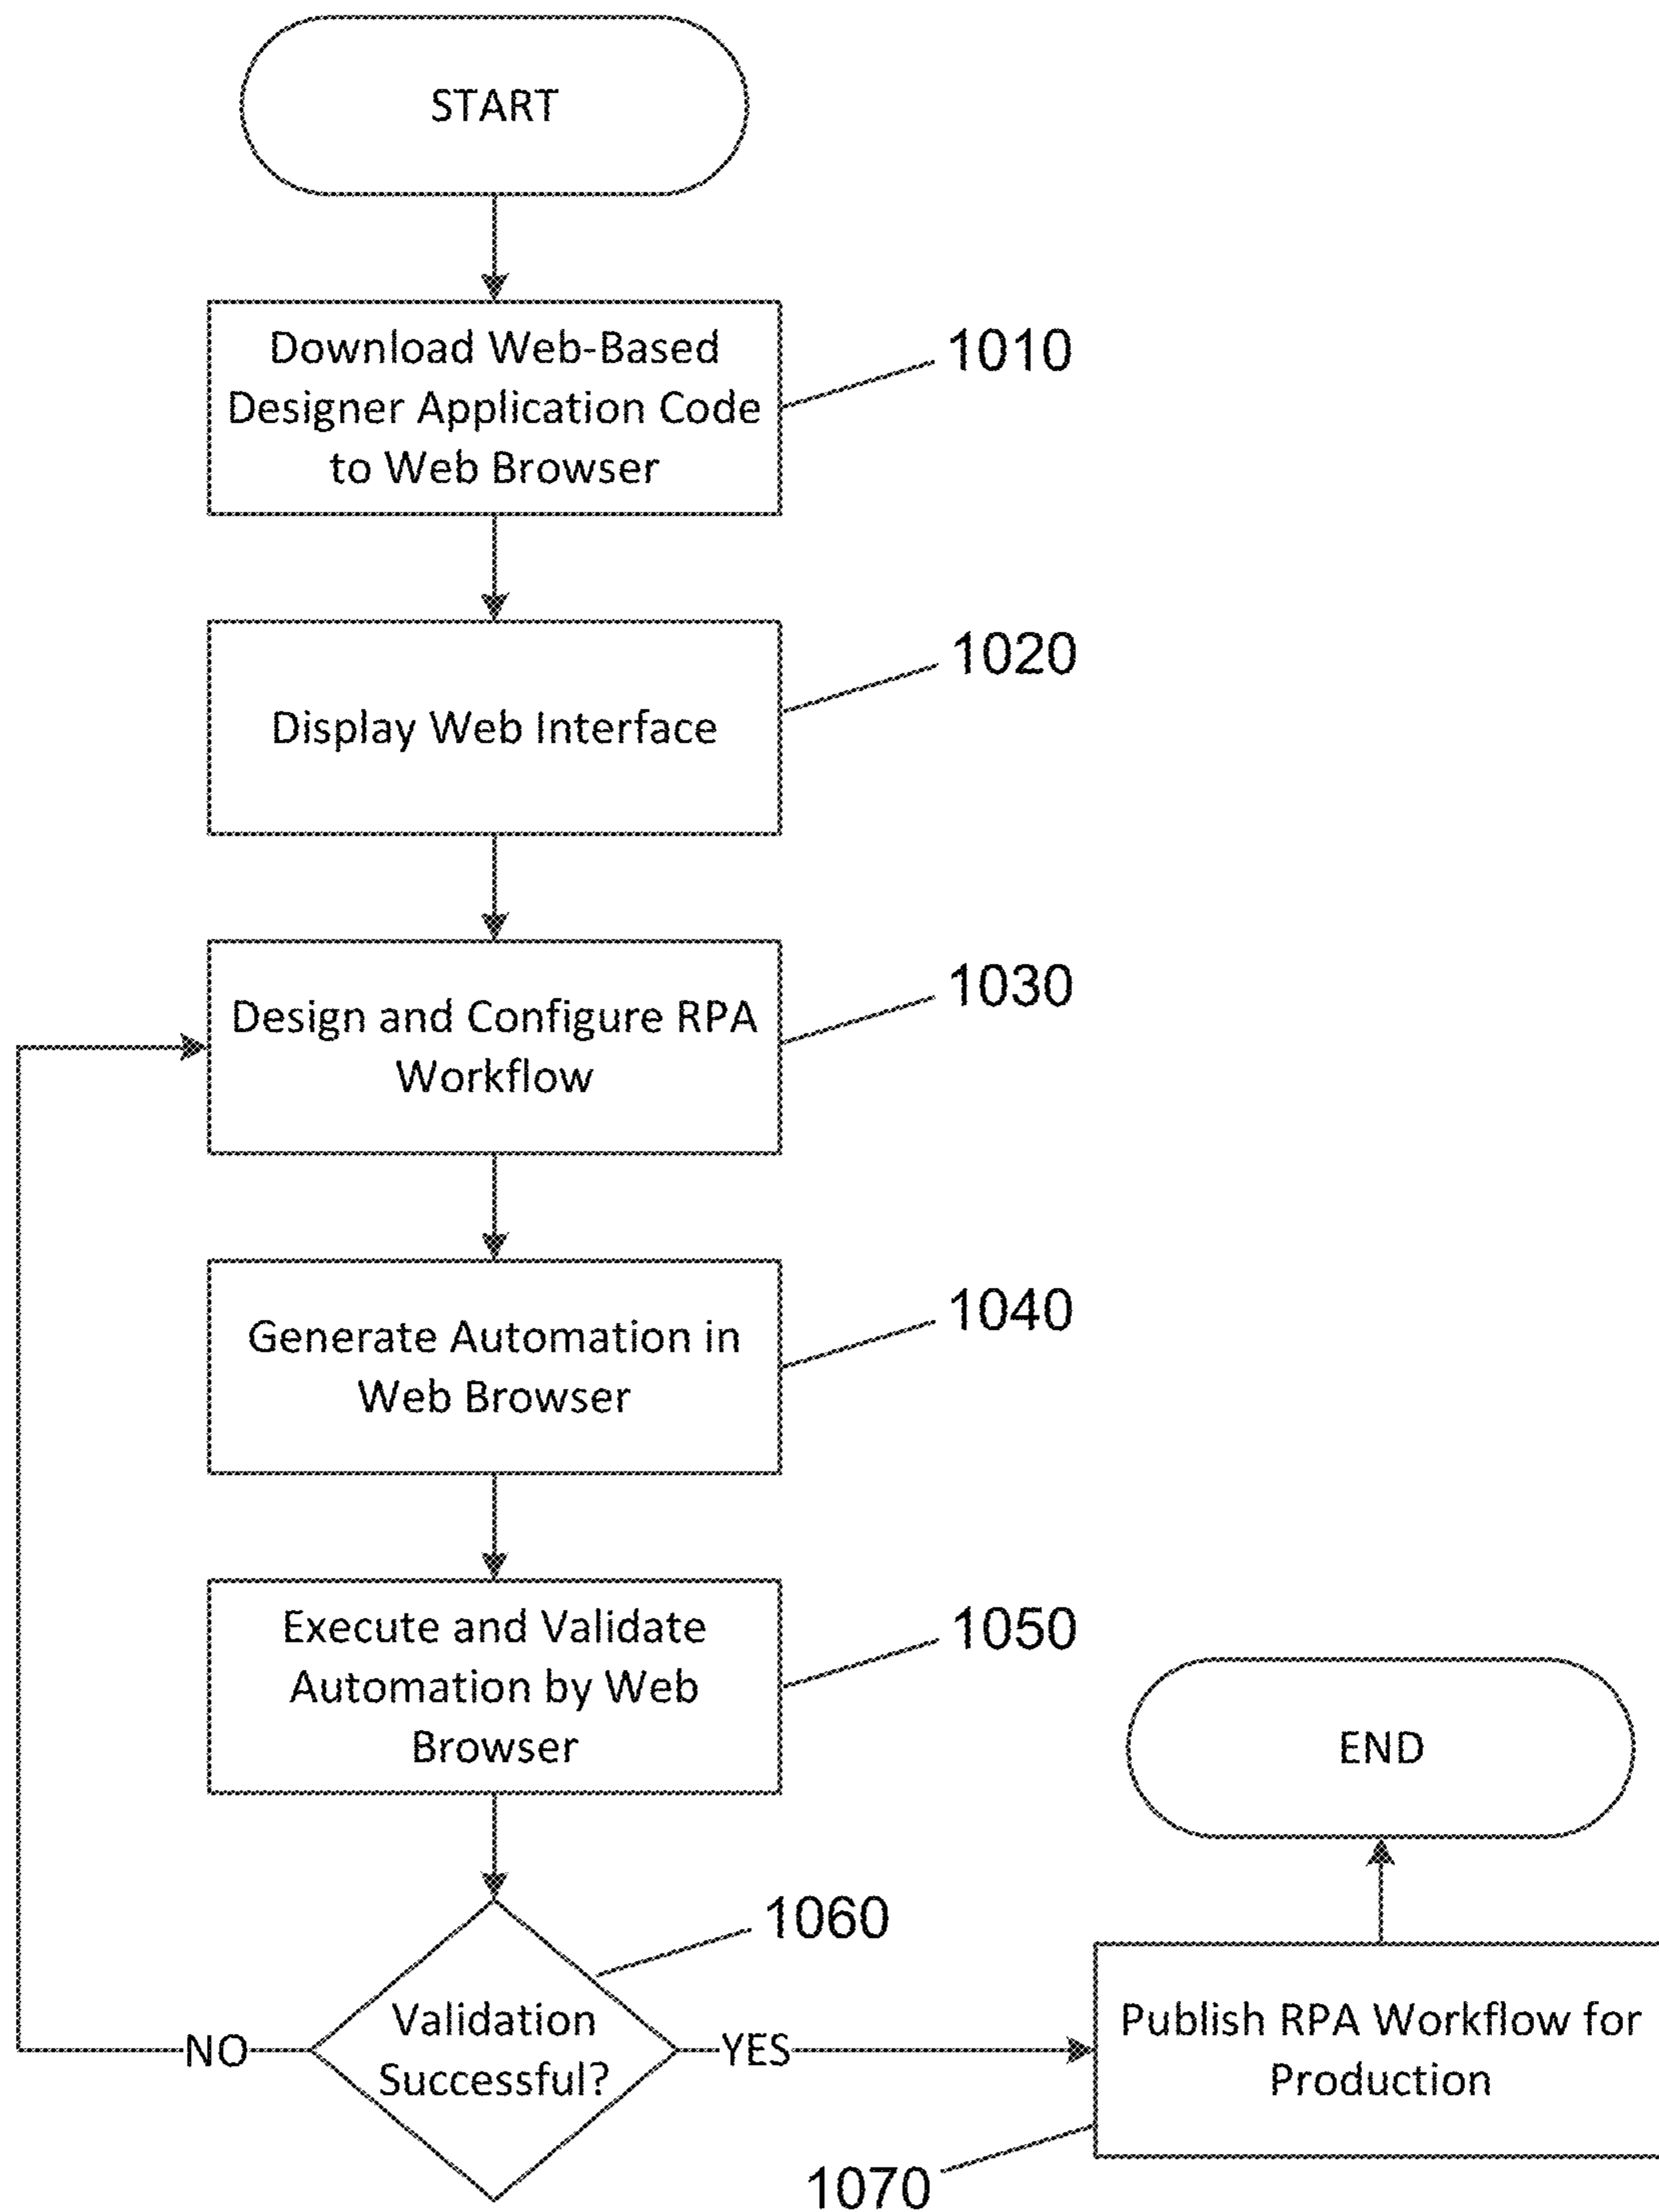 START
Download Web-Based
Designer Application Code
to Web Browser
1010
Display Web Interface
1020
Design and Configure RPA
Workflow
1030
Generate Automation in
Web Browser
1040
Execute and Validate
Automation by Web
Browser
1050
END
1060
Validation
Successful?
NO
YES
Publish RPA Workflow for
Production
1070